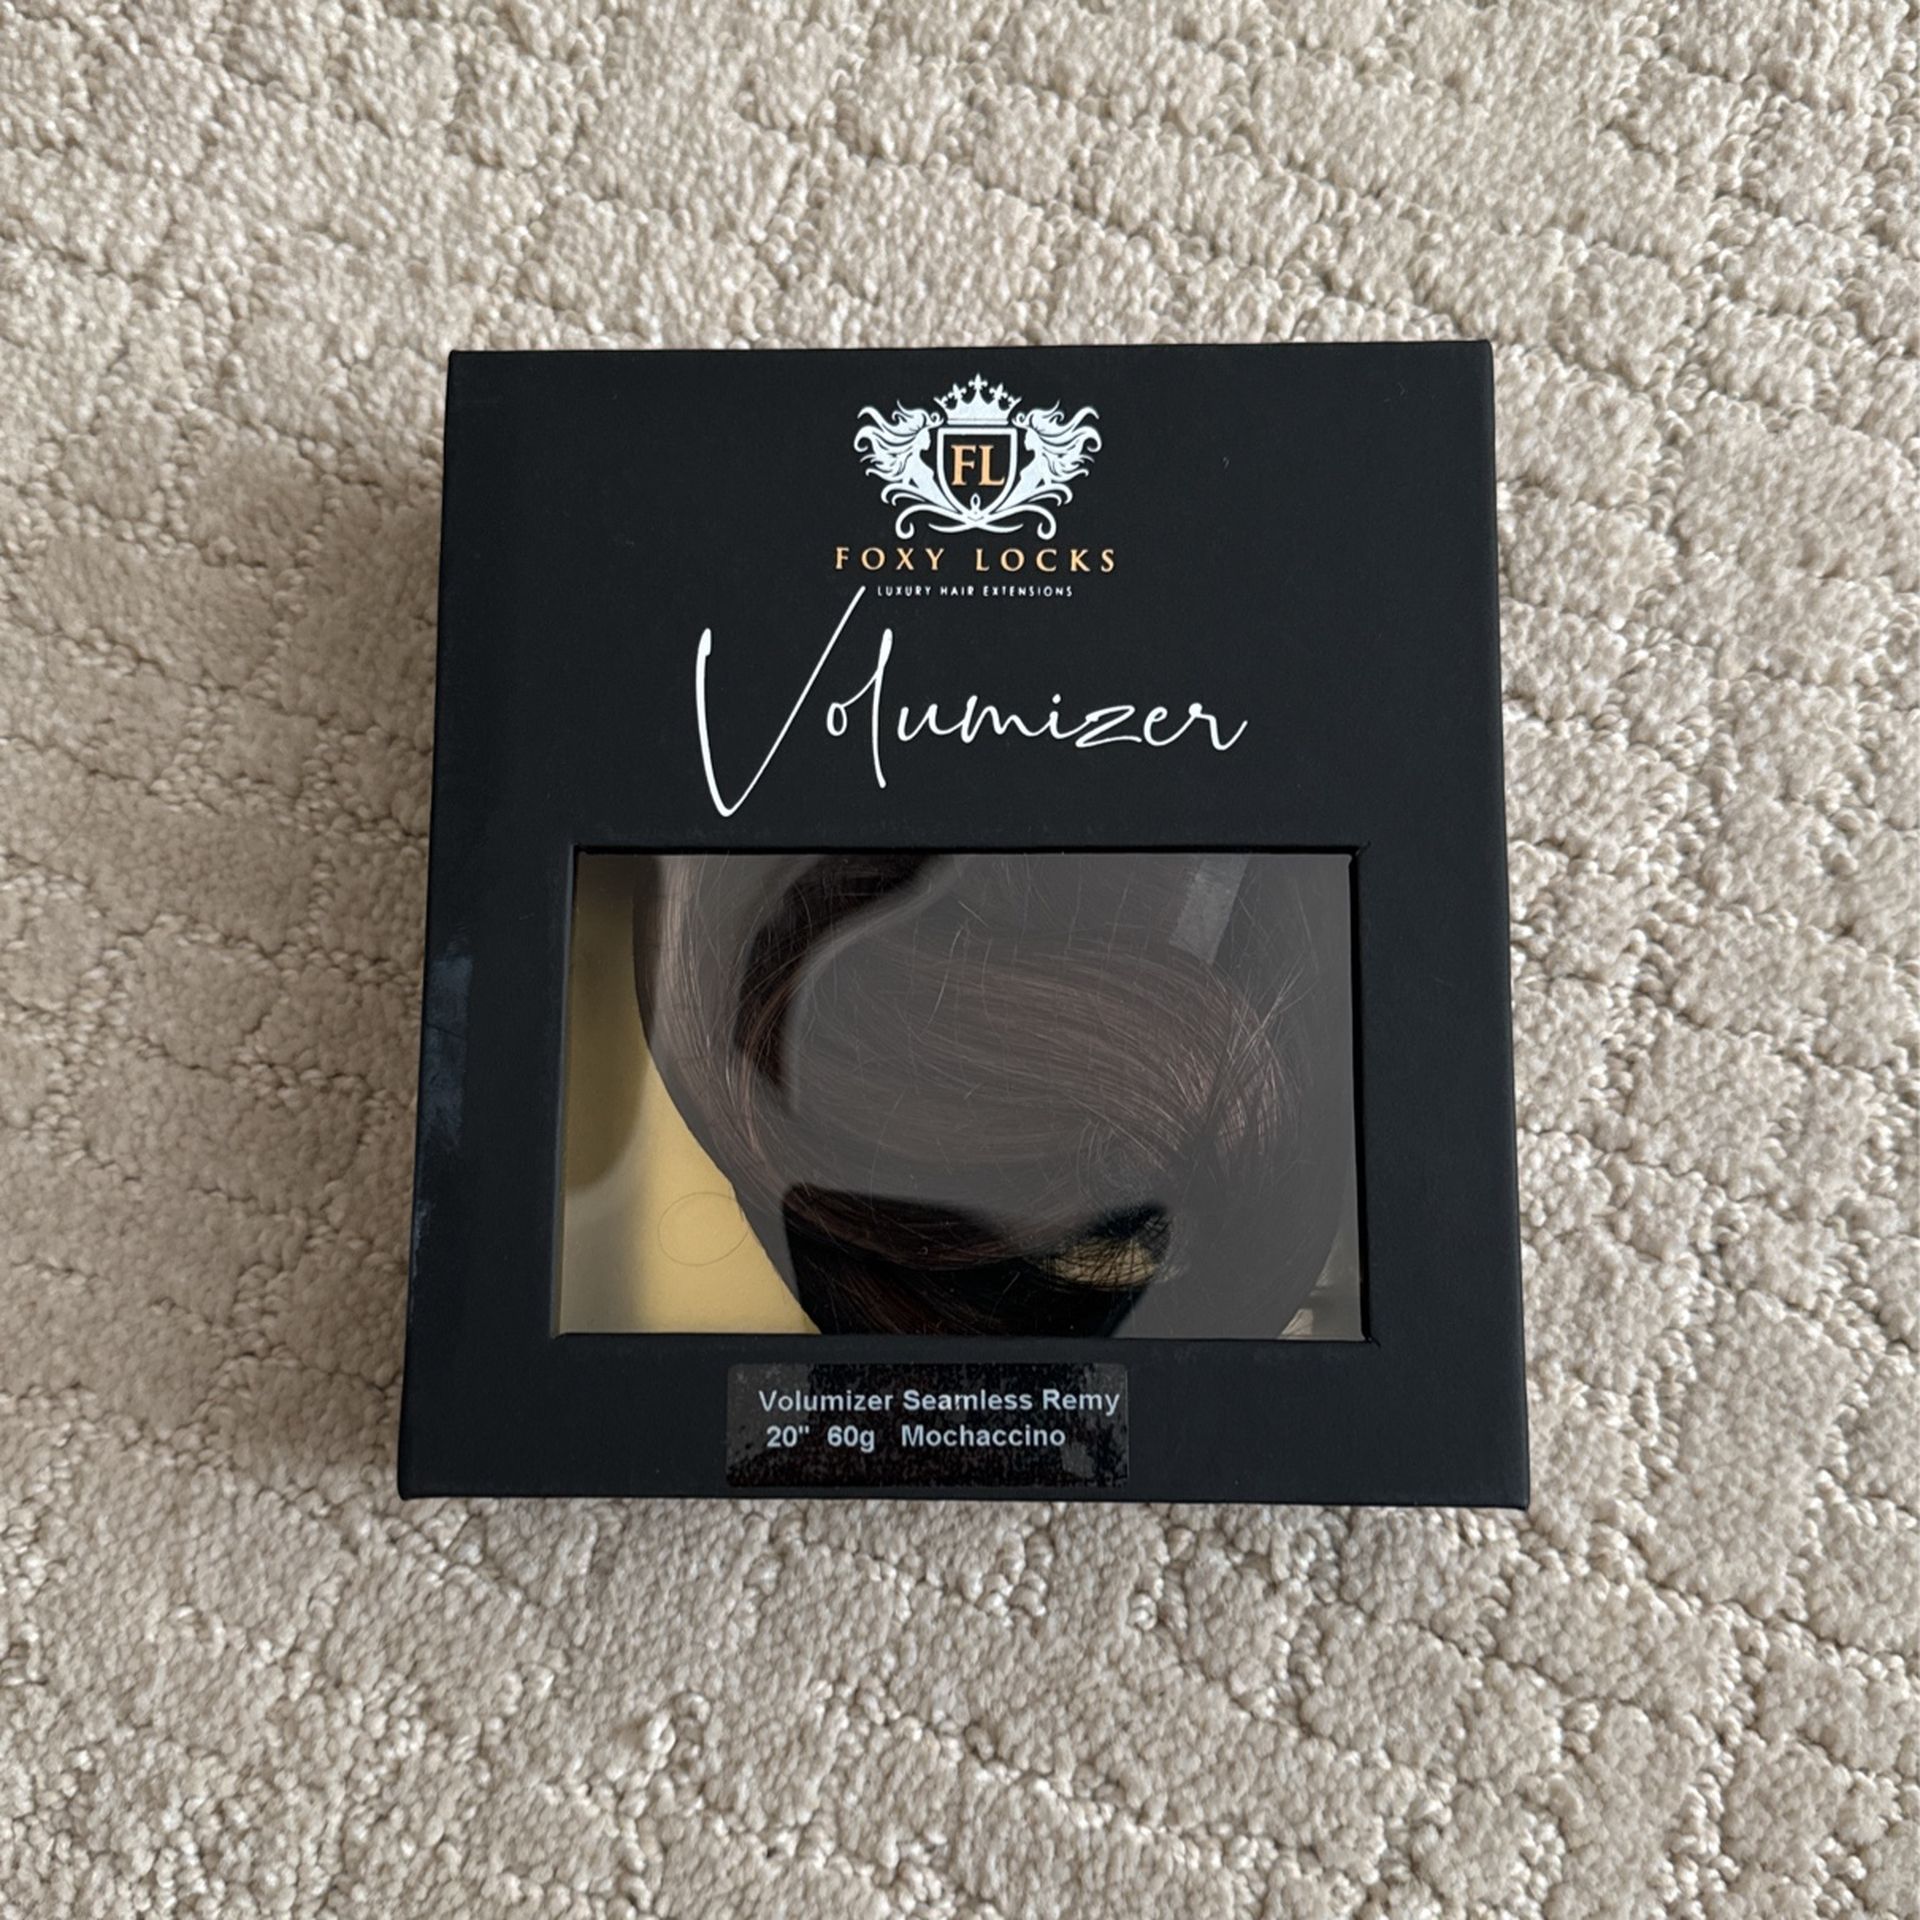 FL
FOXY LOCKS
LUXURY HAIR EXTENSIONS
Volumizer
Volumizer Seamless Remy
20" 60g Mochaccino